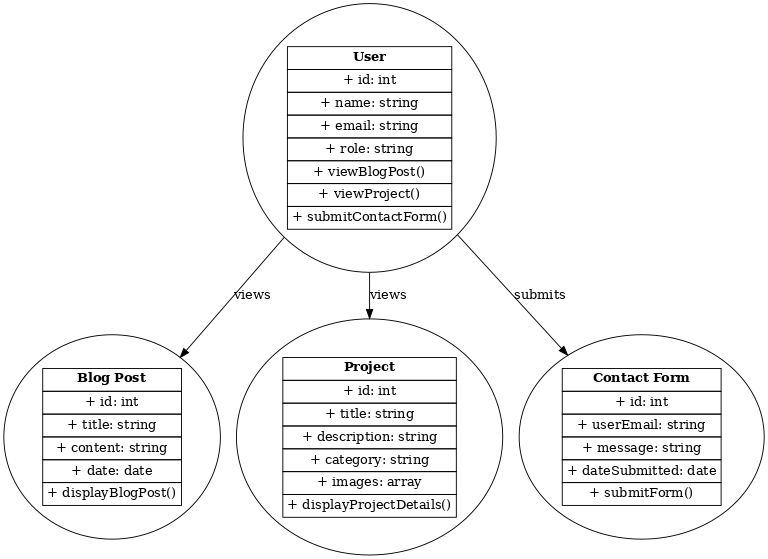 User
+ id: int
+ name: string
+ email: string
+ role: string
+ viewBlogPost()
+ viewProject()
+ submitContactForm()
views
views
submits
Blog Post
+ id: int
+ title: string
+ content: string
+ date: date
+ displayBlogPost()
Project
+ id: int
+ title: string
+ description: string
+ category: string
+ images: array
+ displayProjectDetails()
Contact Form
+ id: int
+ userEmail: string
+ message: string
+ dateSubmitted: date
+ submitForm()